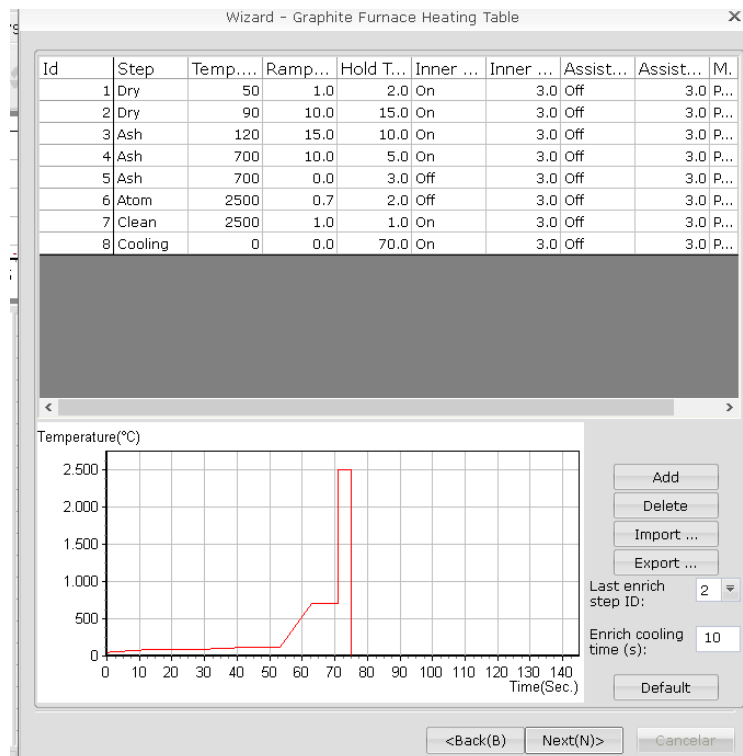 Wizard - Graphite Furnace Heating Table X
Id Step Temp.... Ramp... Hold T... Inner ... Inner ... Assist... Assist... M.
1 Dry 50 1.0 2.0 On 3.0 Off 3.0 P...
2 Dry 90 10.0 15.0 On 3.0 Off 3.0 P...
3 Ash 120 15.0 10.0 On 3.0 Off 3.0 P...
4 Ash 700 10.0 5.0 On 3.0 Off 3.0 P...
5 Ash 700 0.0 3.0 Off 3.0 Off 3.0 P...
6 Atom 2500 0.7 2.0 Off 3.0 Off 3.0 P...
7 Clean 2500 1.0 1.0 On 3.0 Off 3.0 P...
8 Cooling 0 0.0 70.0 On 3.0 Off 3.0 P...
Temperature(°C)
2.500
2.000
1.500
1.000
500
0
0 10 20 30 40 50 60 70 80 90 100 110 120 130 140
Time(Sec.)
Add
Delete
Import ...
Export ...
Last enrich step ID: 2
Enrich cooling time (s): 10
Default
<Back(B) Next(N)> Cancelar